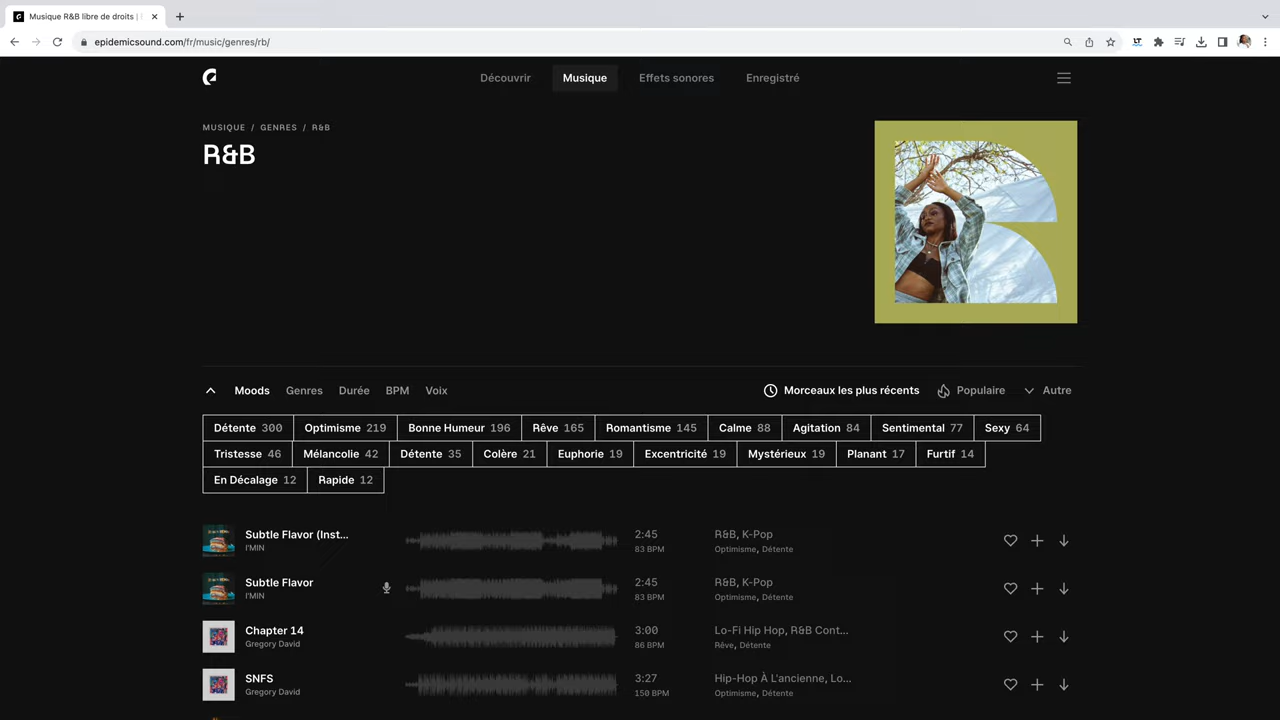 Musique R&B libre de droits |
epidemicsound.com/fr/music/genres/rb/
Découvrir Musique Effets sonores Enregistré
MUSIQUE / GENRES / R&B
R&B
Moods Genres Durée BPM Voix Morceaux les plus récents Populaire Autre
Détente 300 Optimisme 219 Bonne Humeur 196 Rêve 165 Romantisme 145 Calme 88 Agitation 84 Sentimental 77 Sexy 64
Tristesse 46 Mélancolie 42 Détente 35 Colère 21 Euphorie 19 Excentricité 19 Mystérieux 19 Planant 17 Furtif 14
En Décalage 12 Rapide 12
Subtle Flavor (Inst... 2:45 R&B, K-Pop
I'MIN 83 BPM Optimisme, Détente
Subtle Flavor 2:45 R&B, K-Pop
I'MIN 83 BPM Optimisme, Détente
Chapter 14 3:00 Lo-Fi Hip Hop, R&B Cont...
Gregory David 86 BPM Rêve, Détente
SNFS 3:27 Hip-Hop À L'ancienne, Lo...
Gregory David 150 BPM Optimisme, Détente